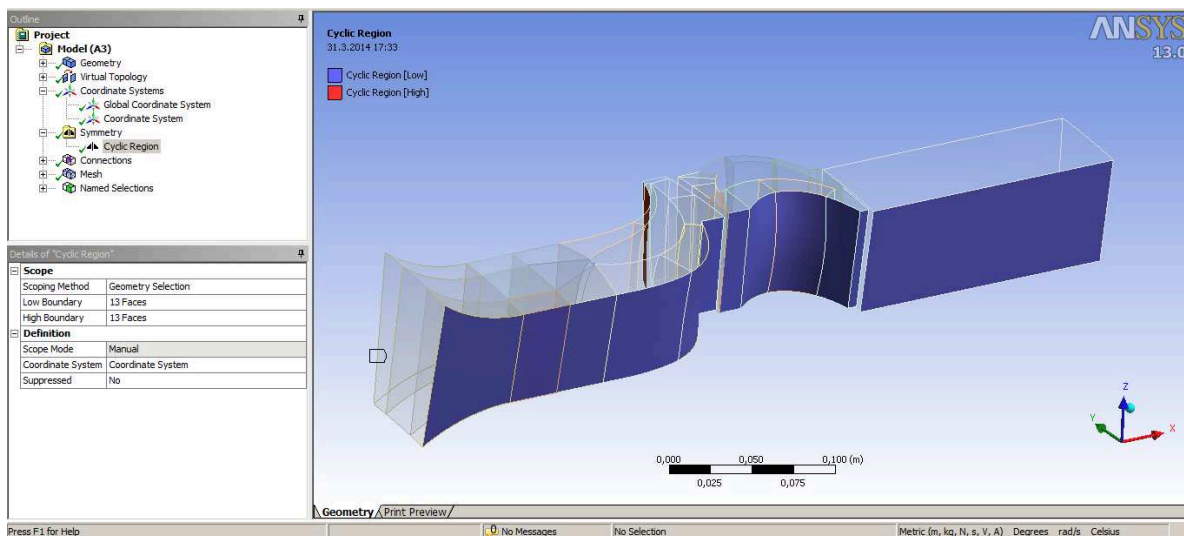 Outline
Project
Model (A3)
Geometry
Virtual Topology
Coordinate Systems
Global Coordinate System
Coordinate System
Symmetry
Cyclic Region
Connections
Mesh
Named Selections
Details of "Cyclic Region"
Scope
Scoping Method Geometry Selection
Low Boundary 13 Faces
High Boundary 13 Faces
Definition
Scope Mode Manual
Coordinate System Coordinate System
Suppressed No
Cyclic Region
31.3.2014 17:33
Cyclic Region [Low]
Cyclic Region [High]
ANSYS
13.0
Z
Y
X
0,000 0,050 0,100 (m)
0,025 0,075
Geometry Print Preview
Press F1 for Help 0 No Messages No Selection Metric (m, kg, N, s, V, A) Degrees rad/s Celsius